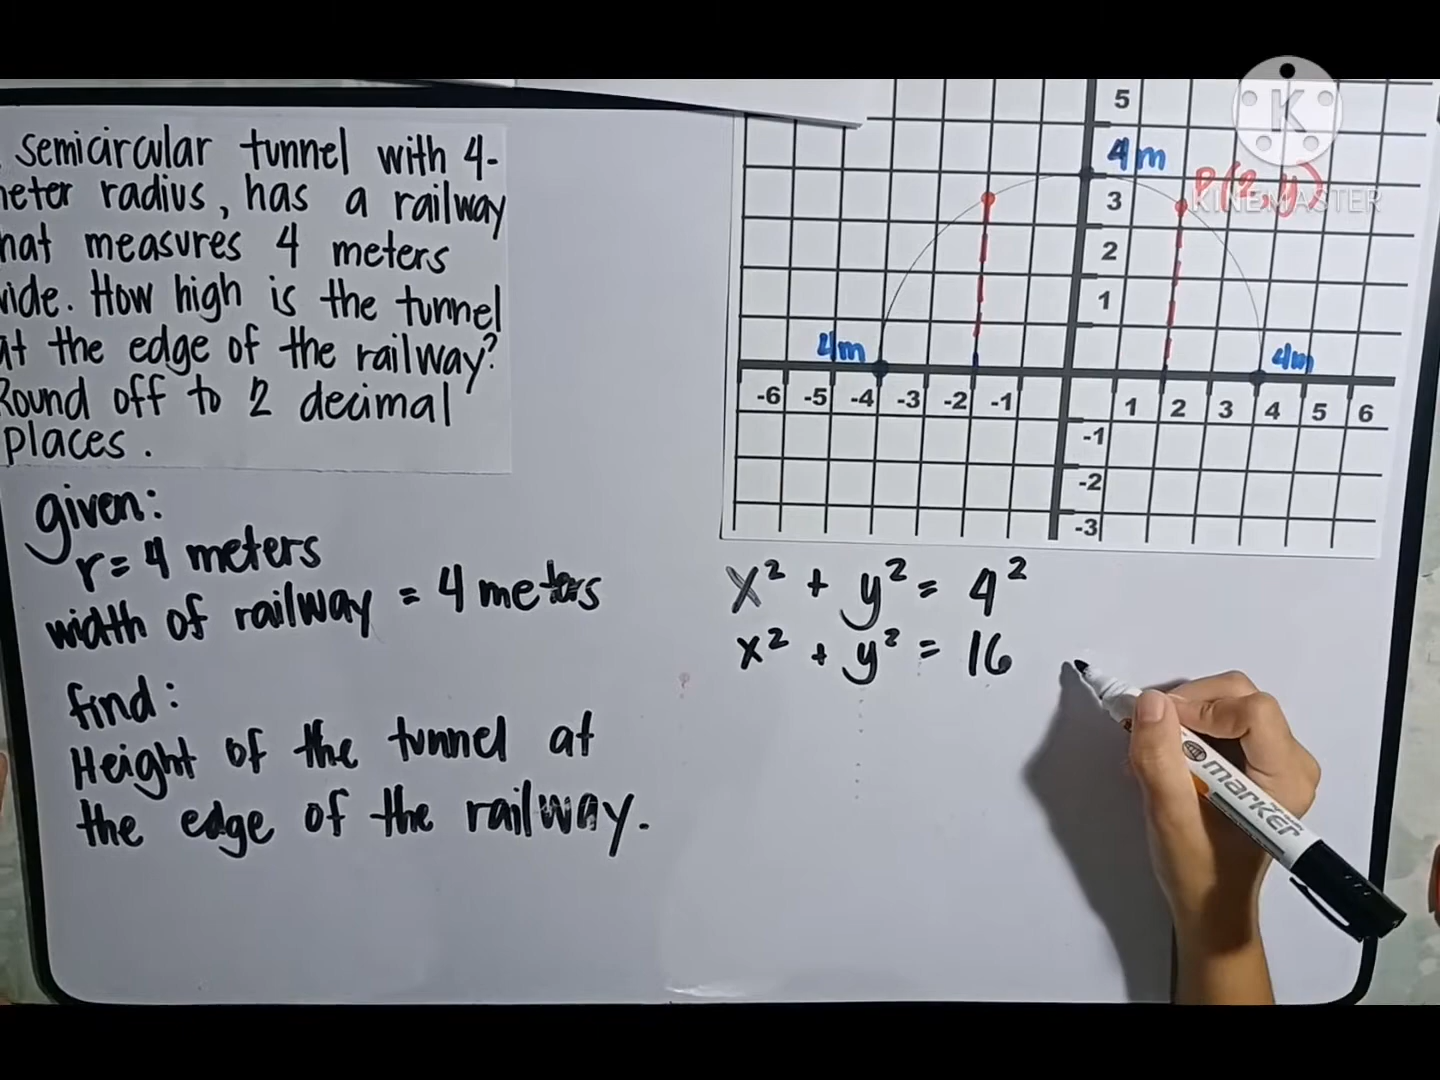 semicircular tunnel with 4-
eter radius, has a railway
hat measures 4 meters
ide. How high is the tunnel
at the edge of the railway?
Round off to 2 decimal
places.
given:
r = 4 meters
width of railway = 4 meters
find:
Height of the tunnel at
the edge of the railway.
5
4m
P(2,y)
K
KINEMASTER
3
2
1
4m
4m
-6 -5 -4 -3 -2 -1 1 2 3 4 5 6
-1
-2
-3
x² + y² = 4²
x² + y² = 16
marker